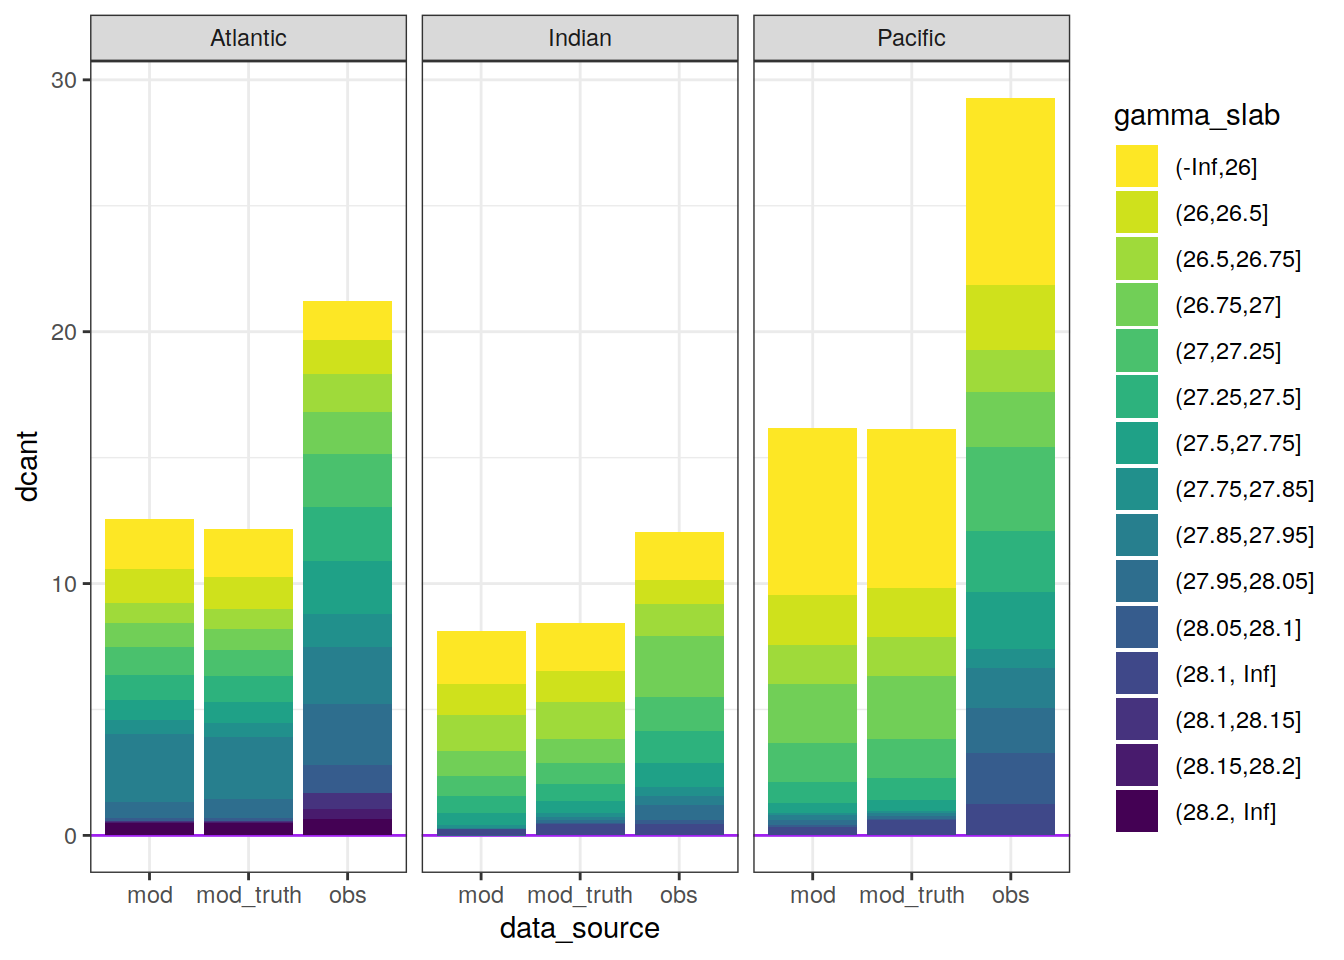 Atlantic
Indian
Pacific
30
20
10
0
dcant
mod
mod_truth
obs
mod
mod_truth
obs
mod
mod_truth
obs
data_source
gamma_slab
(-Inf,26]
(26,26.5]
(26.5,26.75]
(26.75,27]
(27,27.25]
(27.25,27.5]
(27.5,27.75]
(27.75,27.85]
(27.85,27.95]
(27.95,28.05]
(28.05,28.1]
(28.1, Inf]
(28.1,28.15]
(28.15,28.2]
(28.2, Inf]